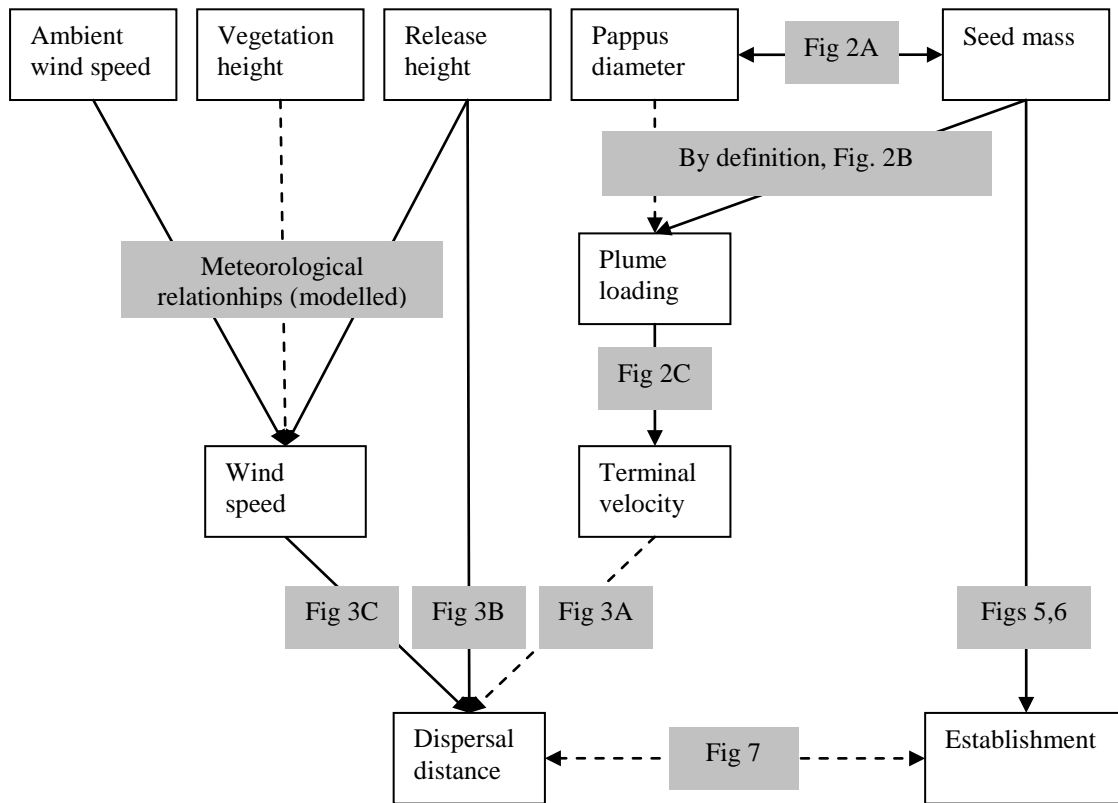 Ambient
wind speed
Vegetation
height
Release
height
Pappus
diameter
Fig 2A
Seed mass
By definition, Fig. 2B
Meteorological
relationships (modelled)
Plume
loading
Fig 2C
Wind
speed
Terminal
velocity
Fig 3C
Fig 3B
Fig 3A
Figs 5,6
Dispersal
distance
Fig 7
Establishment